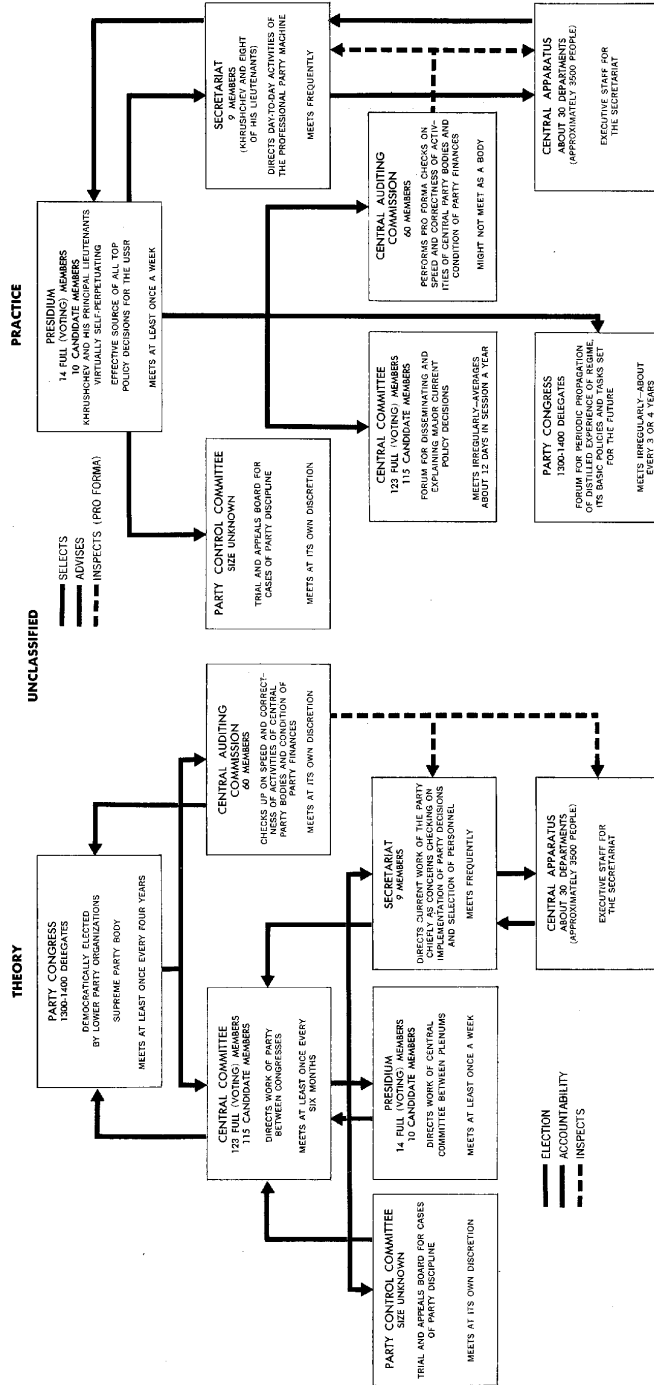 UNCLASSIFIED
THEORY
PARTY CONGRESS
1300-1400 DELEGATES
DEMOCRATICALLY ELECTED
BY LOWER PARTY ORGANIZATIONS
SUPREME PARTY BODY
MEETS AT LEAST ONCE EVERY FOUR YEARS
CENTRAL COMMITTEE
123 FULL (VOTING) MEMBERS
115 CANDIDATE MEMBERS
DIRECTS WORK OF PARTY
BETWEEN CONGRESSES
MEETS AT LEAST ONCE EVERY
SIX MONTHS
CENTRAL AUDITING
COMMISSION
60 MEMBERS
CHECKS UP ON SPEED AND CORRECT-
NESS OF ACTIVITIES OF CENTRAL
PARTY BODIES AND CONDITION OF
PARTY FINANCES
MEETS AT ITS OWN DISCRETION
PARTY CONTROL COMMITTEE
SIZE UNKNOWN
TRIAL AND APPEALS BOARD FOR CASES
OF PARTY DISCIPLINE
MEETS AT ITS OWN DISCRETION
PRESIDIUM
14 FULL (VOTING) MEMBERS
10 CANDIDATE MEMBERS
DIRECTS WORK OF CENTRAL
COMMITTEE BETWEEN PLENUMS
MEETS AT LEAST ONCE A WEEK
SECRETARIAT
9 MEMBERS
DIRECTS CURRENT WORK OF THE PARTY
CHIEFLY AS CONCERNS CHECKING ON
IMPLEMENTATION OF PARTY DECISIONS
AND SELECTION OF PERSONNEL
MEETS FREQUENTLY
CENTRAL APPARATUS
ABOUT 30 DEPARTMENTS
(APPROXIMATELY 3500 PEOPLE)
EXECUTIVE STAFF FOR
THE SECRETARIAT
ELECTION
ACCOUNTABILITY
INSPECTS
PRACTICE
SELECTS
ADVISES
INSPECTS (PRO FORMA)
PRESIDIUM
14 FULL (VOTING) MEMBERS
10 CANDIDATE MEMBERS
KHRUSHCHEV AND HIS PRINCIPAL LIEUTENANTS
VIRTUALLY SELF-PERPETUATING
EFFECTIVE SOURCE OF ALL TOP
POLICY DECISIONS FOR THE USSR
MEETS AT LEAST ONCE A WEEK
PARTY CONTROL COMMITTEE
SIZE UNKNOWN
TRIAL AND APPEALS BOARD FOR
CASES OF PARTY DISCIPLINE
MEETS AT ITS OWN DISCRETION
SECRETARIAT
9 MEMBERS
(KHRUSHCHEV AND EIGHT
OF HIS LIEUTENANTS)
DIRECTS DAY-TO-DAY ACTIVITIES OF
THE PROFESSIONAL PARTY MACHINE
MEETS FREQUENTLY
CENTRAL COMMITTEE
123 FULL (VOTING) MEMBERS
115 CANDIDATE MEMBERS
FORUM FOR DISSEMINATING AND
EXPLAINING MAJOR CURRENT
POLICY DECISIONS
MEETS IRREGULARLY—AVERAGES
ABOUT 12 DAYS IN SESSION A YEAR
CENTRAL AUDITING
COMMISSION
60 MEMBERS
PERFORMS PRO FORMA CHECKS ON
SPEED AND CORRECTNESS OF ACTIV-
ITIES OF CENTRAL PARTY BODIES AND
CONDITION OF PARTY FINANCES
MIGHT NOT MEET AS A BODY
PARTY CONGRESS
1300-1400 DELEGATES
FORUM FOR PERIODIC PROPAGATION
OF DISTILLED EXPERIENCE OF REGIME,
ITS BASIC POLICIES AND TASKS SET
FOR THE FUTURE
MEETS IRREGULARLY—ABOUT
EVERY 3 OR 4 YEARS
CENTRAL APPARATUS
ABOUT 30 DEPARTMENTS
(APPROXIMATELY 3500 PEOPLE)
EXECUTIVE STAFF FOR
THE SECRETARIAT